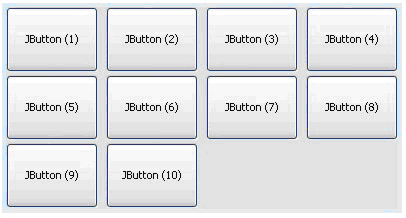 JButton (1)
JButton (2)
JButton (3)
JButton (4)
JButton (5)
JButton (6)
JButton (7)
JButton (8)
JButton (9)
JButton (10)